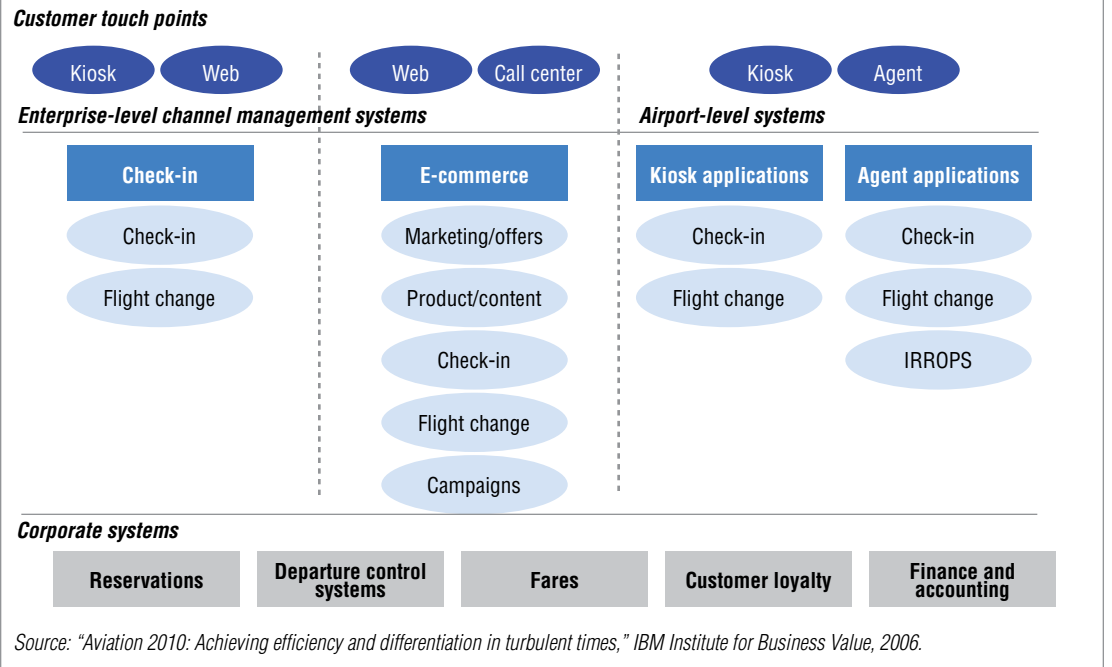 Customer touch points
Kiosk
Web
Web
Call center
Kiosk
Agent
Enterprise-level channel management systems
Airport-level systems
Check-in
E-commerce
Kiosk applications
Agent applications
Check-in
Marketing/offers
Check-in
Check-in
Flight change
Product/content
Flight change
Flight change
Check-in
IRROPS
Flight change
Campaigns
Corporate systems
Reservations
Departure control
systems
Fares
Customer loyalty
Finance and
accounting
Source: “Aviation 2010: Achieving efficiency and differentiation in turbulent times,” IBM Institute for Business Value, 2006.